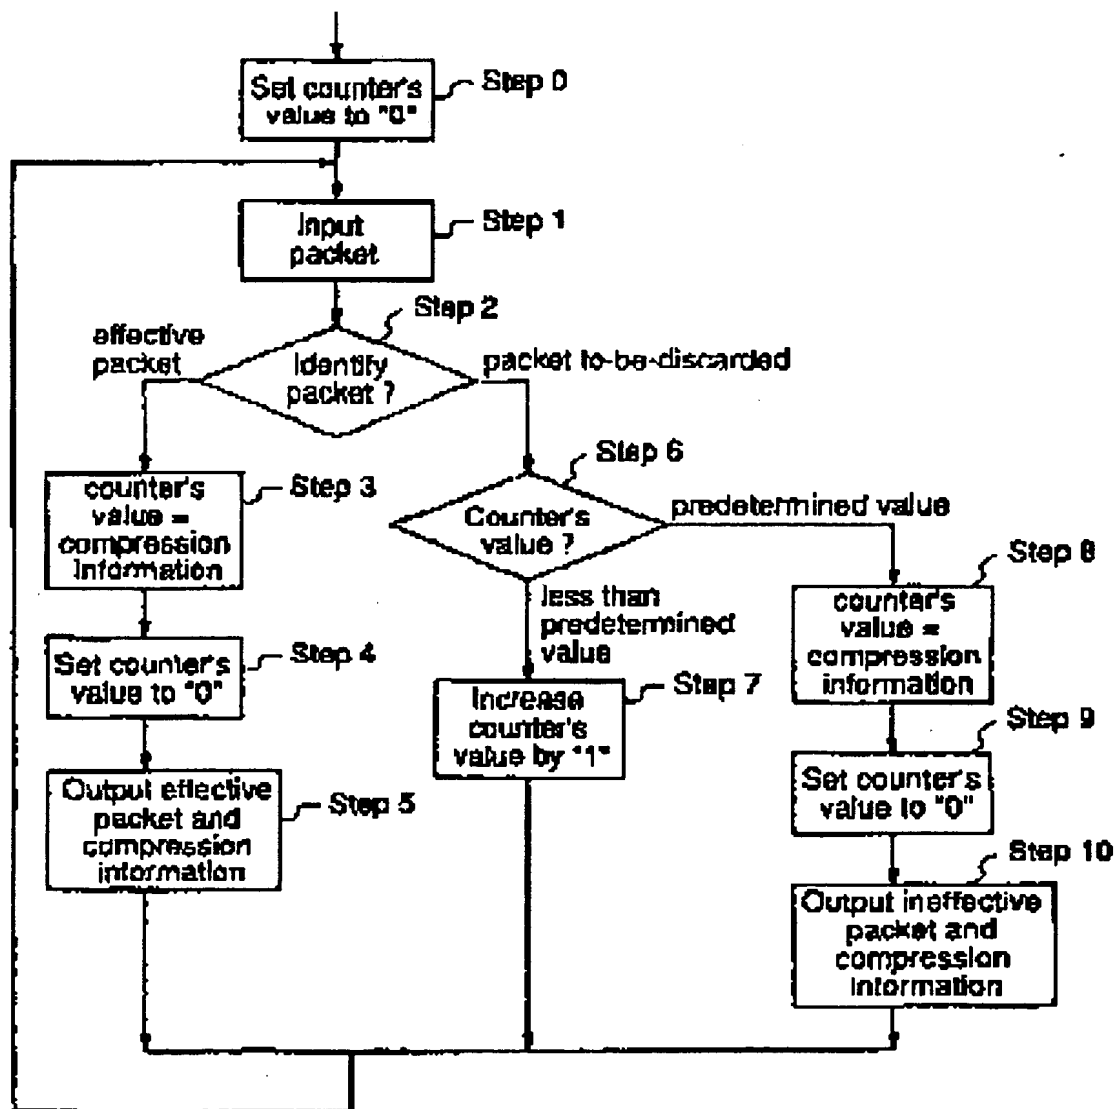 Set counter's
value to "0"
Step 0
Input
packet
Step 1
Step 2
effective
packet
Identify
packet ?
packet to-be-discarded
Step 6
counter's
value =
compression
Information
Step 3
Counter's
value ?
predetermined value
Step 8
less than
predetermined
value
counter's
value =
compression
information
Set counter's
value to "0"
Step 4
Step 7
Increase
counter's
value by "1"
Step 9
Set counter's
value to "0"
Output effective
packet and
compression
information
Step 5
Step 10
Output ineffective
packet and
compression
Information